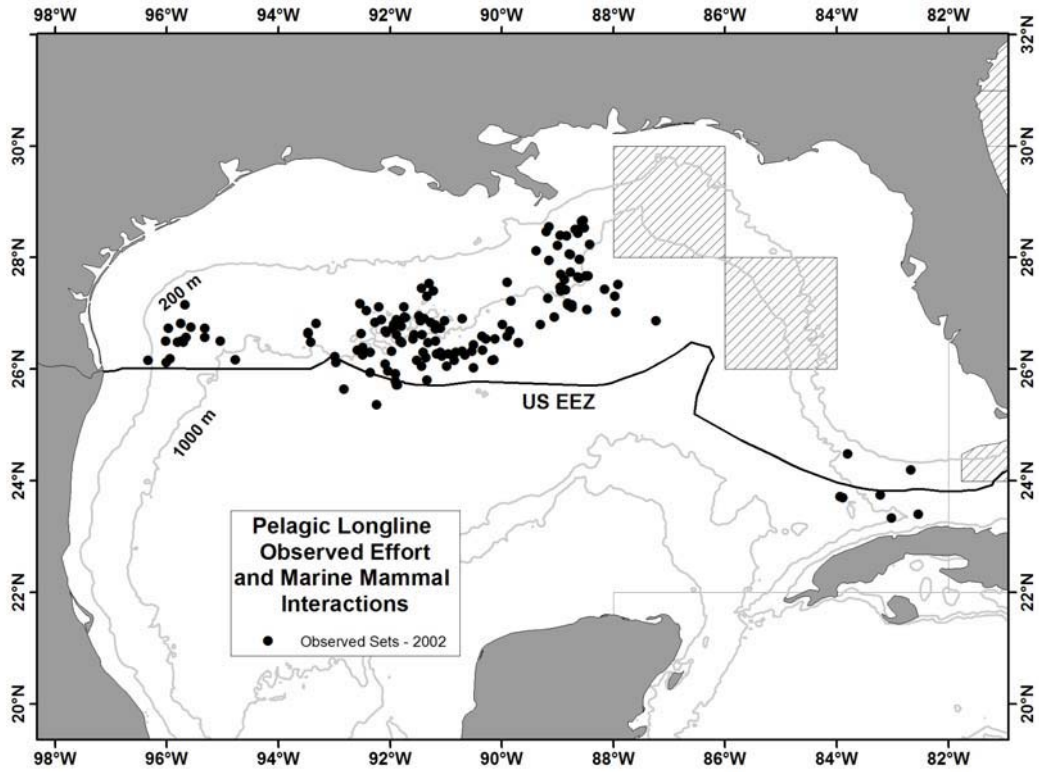 98°W 96°W 94°W 92°W 90°W 88°W 86°W 84°W 82°W
32°N
32°N
30°N
30°N
28°N
28°N
200 m
26°N
26°N
US EEZ
1000 m
24°N
24°N
Pelagic Longline
Observed Effort
and Marine Mammal
Interactions
Observed Sets - 2002
22°N
22°N
20°N
20°N
98°W 96°W 94°W 92°W 90°W 88°W 86°W 84°W 82°W